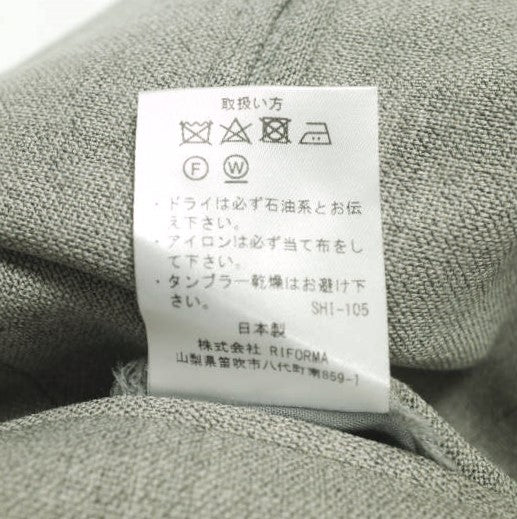 取扱い方
F W
・ドライは必ず石油系とお伝
え下さい。
・アイロンは必ず当て布をし
て下さい。
・タンブラー乾燥はお避け下
さい。 SHI-105
日本製
株式会社 RIFORMA
山梨県笛吹市八代町南869-1